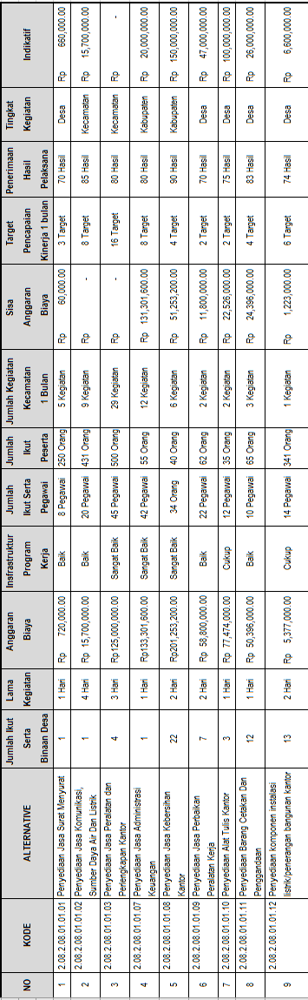 NO KODE ALTERNATIVE Jumlah Ikut Serta Binaan Desa Lama Kegiatan Anggaran Biaya Insfrastruktur Program Kerja Jumlah Ikut Serta Pegawai Jumlah Ikut Peserta Jumlah Kegiatan Kecamatan 1 Bulan Sisa Anggaran Biaya Target Pencapaian Kinerja 1 bulan Penerimaan Hasil Pelaksana Tingkat Kegiatan Indikatif
1 2.08.2.08.01.01.01 Penyediaan Jasa Surat Menyurat 1 1 Hari Rp 720,000.00 Baik 8 Pegawai 250 Orang 5 Kegiatan Rp 60,000.00 3 Target 70 Hasil Desa Rp 660,000.00
2 2.08.2.08.01.01.02 Penyediaan Jasa Komunikasi, Sumber Daya Air Dan Listrik 1 4 Hari Rp 15,700,000.00 Baik 20 Pegawai 431 Orang 9 Kegiatan Rp - 8 Target 85 Hasil Kecamatan Rp 15,700,000.00
3 2.08.2.08.01.01.03 Penyediaan Jasa Peralatan dan Perlengkapan Kantor 4 3 Hari Rp125,000,000.00 Sangat Baik 45 Pegawai 500 Orang 29 Kegiatan Rp - 16 Target 80 Hasil Kecamatan Rp -
4 2.08.2.08.01.01.07 Penyediaan Jasa Administrasi Keuangan 1 1 Hari Rp133,301,600.00 Sangat Baik 42 Pegawai 55 Orang 12 Kegiatan Rp 131,301,600.00 8 Target 80 Hasil Kabupaten Rp 20,000,000.00
5 2.08.2.08.01.01.08 Penyediaan Jasa Kebersihan Kantor 22 2 Hari Rp201,253,200.00 Sangat Baik 34 Orang 40 Orang 6 Kegiatan Rp 51,253,200.00 4 Target 90 Hasil Kabupaten Rp 150,000,000.00
6 2.08.2.08.01.01.09 Penyediaan Jasa Perbaikan Peralatan Kerja 7 2 Hari Rp 58,800,000.00 Baik 22 Pegawai 62 Orang 2 Kegiatan Rp 11,800,000.00 2 Target 70 Hasil Desa Rp 47,000,000.00
7 2.08.2.08.01.01.10 Penyediaan Alat Tulis Kantor 3 1 Hari Rp 77,474,000.00 Cukup 12 Pegawai 35 Orang 2 Kegiatan Rp 22,526,000.00 2 Target 75 Hasil Desa Rp 100,000,000.00
8 2.08.2.08.01.01.11 Penyediaan Barang Cetakan Dan Penggandaan 12 1 Hari Rp 50,396,000.00 Baik 10 Pegawai 65 Orang 3 Kegiatan Rp 24,396,000.00 4 Target 83 Hasil Desa Rp 26,000,000.00
9 2.08.2.08.01.01.12 Penyediaan komponen instalasi listrik/penerangan bangunan kantor 13 2 Hari Rp 5,377,000.00 Cukup 14 Pegawai 341 Orang 1 Kegiatan Rp 1,223,000.00 6 Target 74 Hasil Desa Rp 6,600,000.00